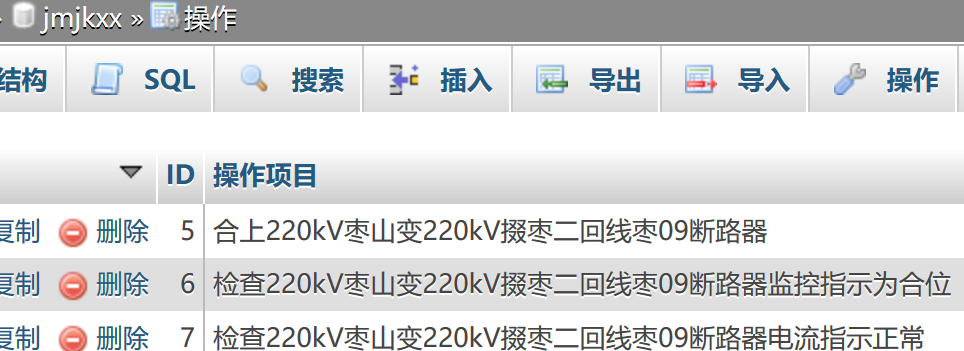 » jmjkxx » 操作
结构 SQL 搜索 插入 导出 导入 操作
ID 操作项目
复制 删除 5 合上220kV枣山变220kV掇枣二回线枣09断路器
复制 删除 6 检查220kV枣山变220kV掇枣二回线枣09断路器监控指示为合位
复制 删除 7 检查220kV枣山变220kV掇枣二回线枣09断路器电流指示正常